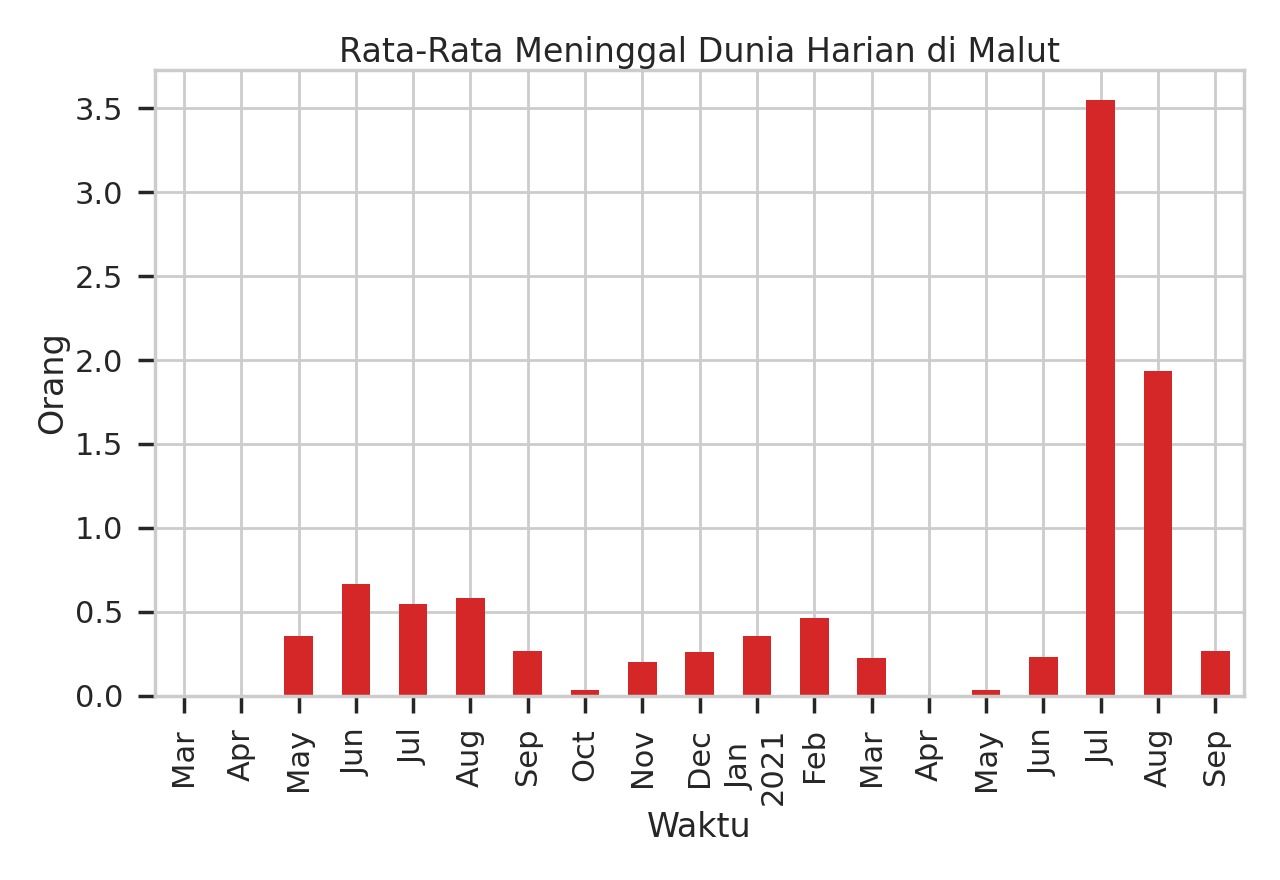 Rata-Rata Meninggal Dunia Harian di Malut
Orang
3.5
3.0
2.5
2.0
1.5
1.0
0.5
0.0
Mar
Apr
May
Jun
Jul
Aug
Sep
Oct
Nov
Dec
Jan
2021
Feb
Mar
Apr
May
Jun
Jul
Aug
Sep
Waktu